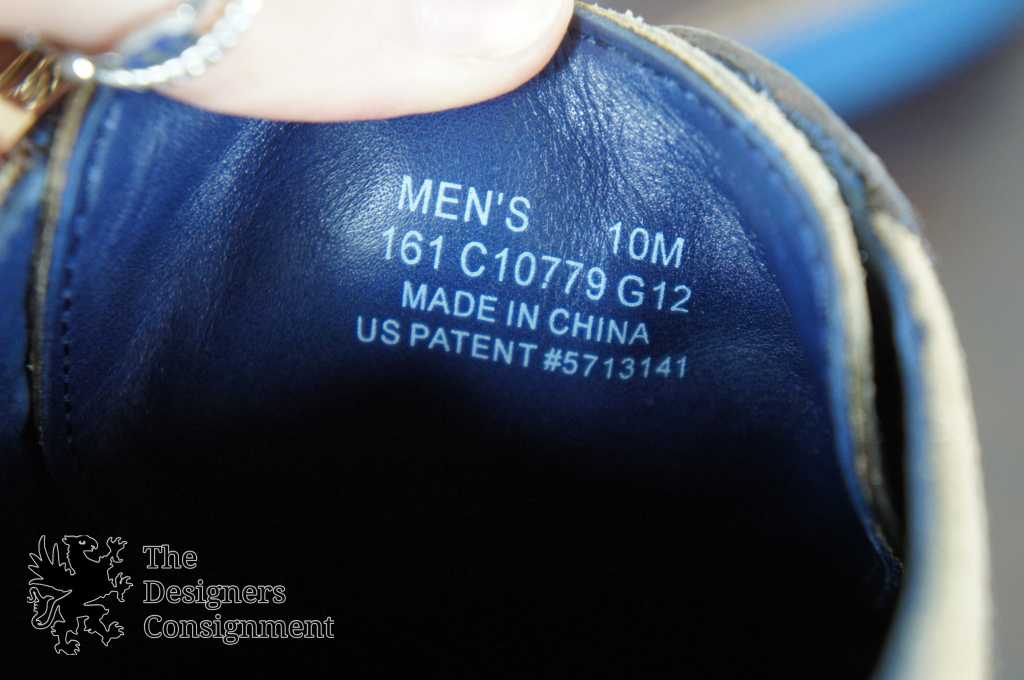 MEN'S 10M
161 C10779 G12
MADE IN CHINA
US PATENT #5713141
The
Designers
Consignment